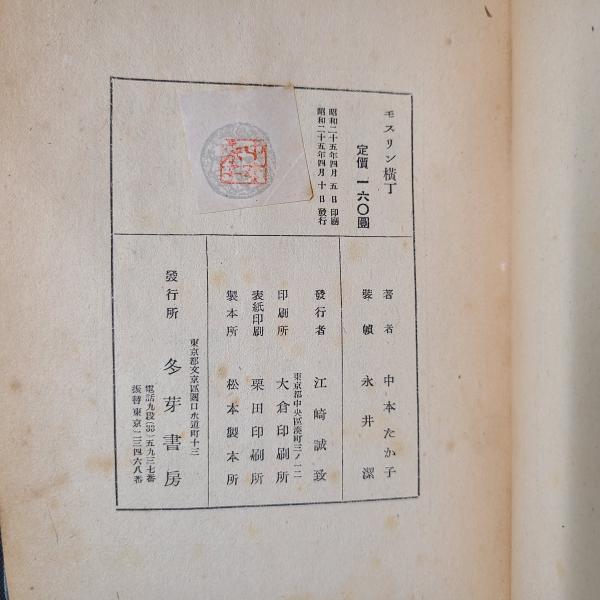 モスリン橫丁
定價 一六〇圓
昭和二十五年四月 五日 印刷
昭和二十五年四月 十日 發行
著者 中本たか子
裝幀 永井潔
發行者 江崎誠致
東京都中央區湊町三ノ一二
印刷所 大倉印刷所
表紙印刷 栗田印刷所
製本所 松本製本所
東京都文京區關口水道町十三
發行所 多芽書房
電話九段(33)五九三七番
振替東京一二三四六八番